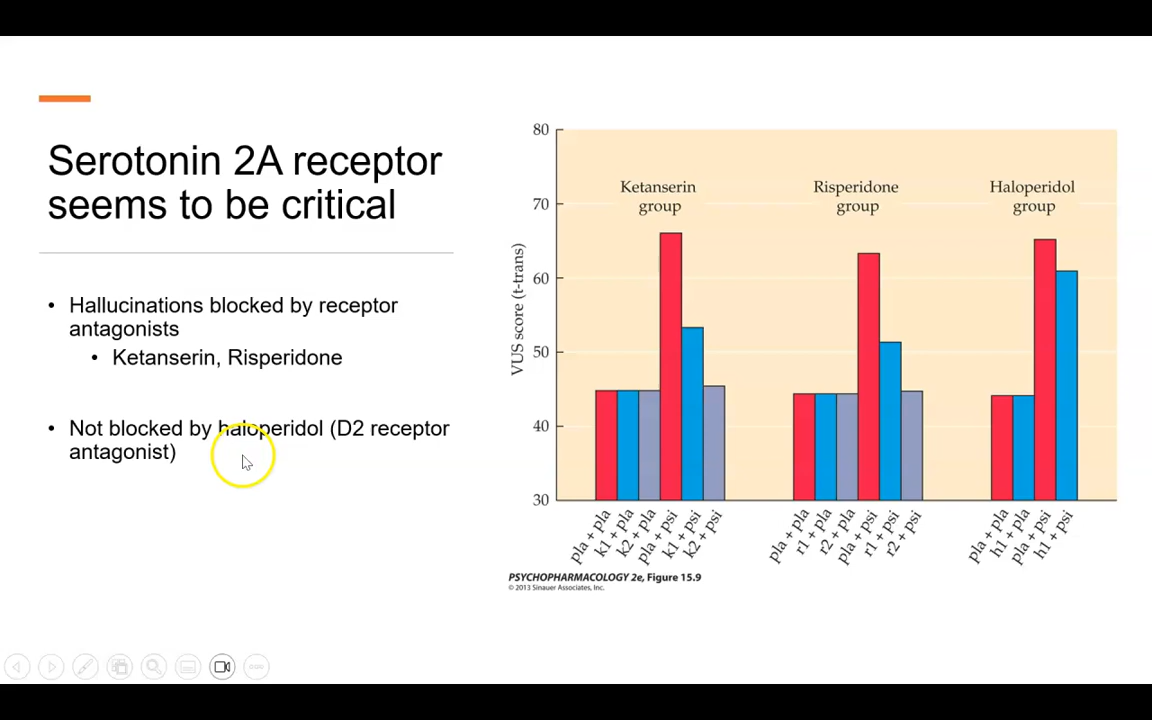 Serotonin 2A receptor
seems to be critical
• Hallucinations blocked by receptor
antagonists
• Ketanserin, Risperidone
• Not blocked by haloperidol (D2 receptor
antagonist)
80
70
60
50
40
30
VUS score (t-trans)
Ketanserin
group
Risperidone
group
Haloperidol
group
pla + pla
k1 + pla
k2 + pla
pla + psi
k1 + psi
k2 + psi
pla + pla
r1 + pla
r2 + pla
pla + psi
r1 + psi
r2 + psi
pla + pla
h1 + pla
pla + psi
h1 + psi
PSYCHOPHARMACOLOGY 2e, Figure 15.9
© 2013 Sinauer Associates, Inc.